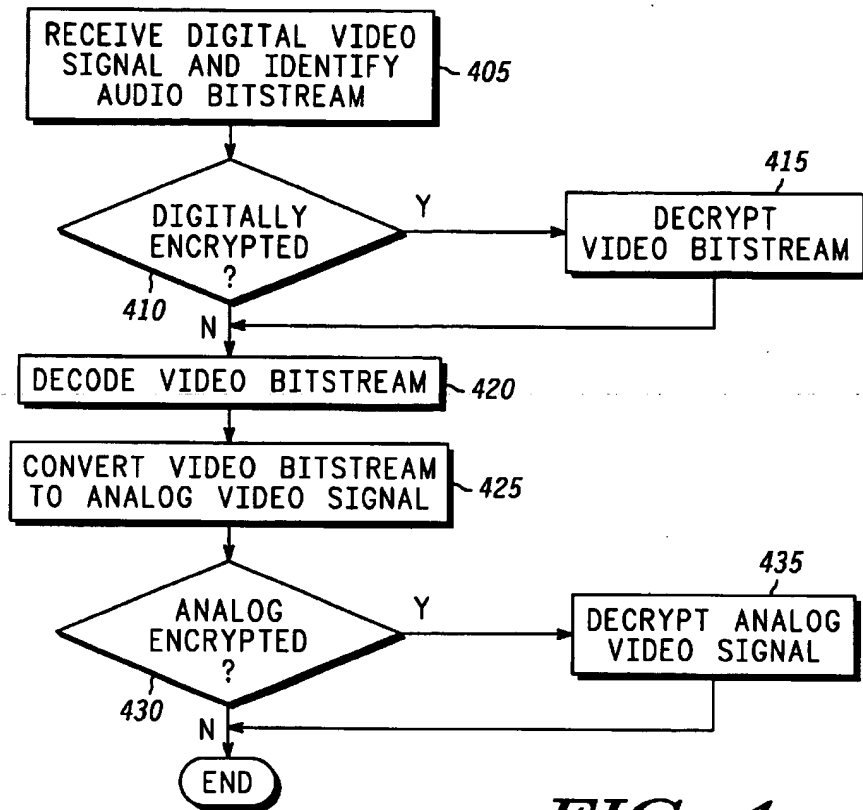 RECEIVE DIGITAL VIDEO
SIGNAL AND IDENTIFY
AUDIO BITSTREAM
405
DIGITALLY
ENCRYPTED
?
410
Y
N
415
DECRYPT
VIDEO BITSTREAM
DECODE VIDEO BITSTREAM
420
CONVERT VIDEO BITSTREAM
TO ANALOG VIDEO SIGNAL
425
ANALOG
ENCRYPTED
?
430
Y
N
435
DECRYPT ANALOG
VIDEO SIGNAL
END